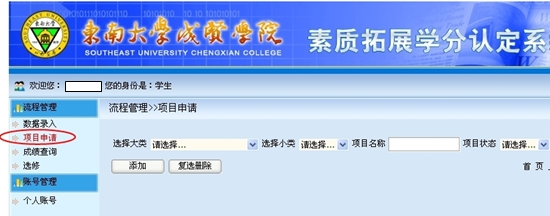 東南大學成賢學院
SOUTHEAST UNIVERSITY CHENGXIAN COLLEGE
素质拓展学分认定系
欢迎您： 您的身份是：学生
流程管理
数据录入
项目申请
成绩查询
选修
账号管理
个人账号
流程管理>>项目申请
选择大类 请选择... 选择小类 请选择... 项目名称 项目状态 请选择...
添加 复选删除 首 页